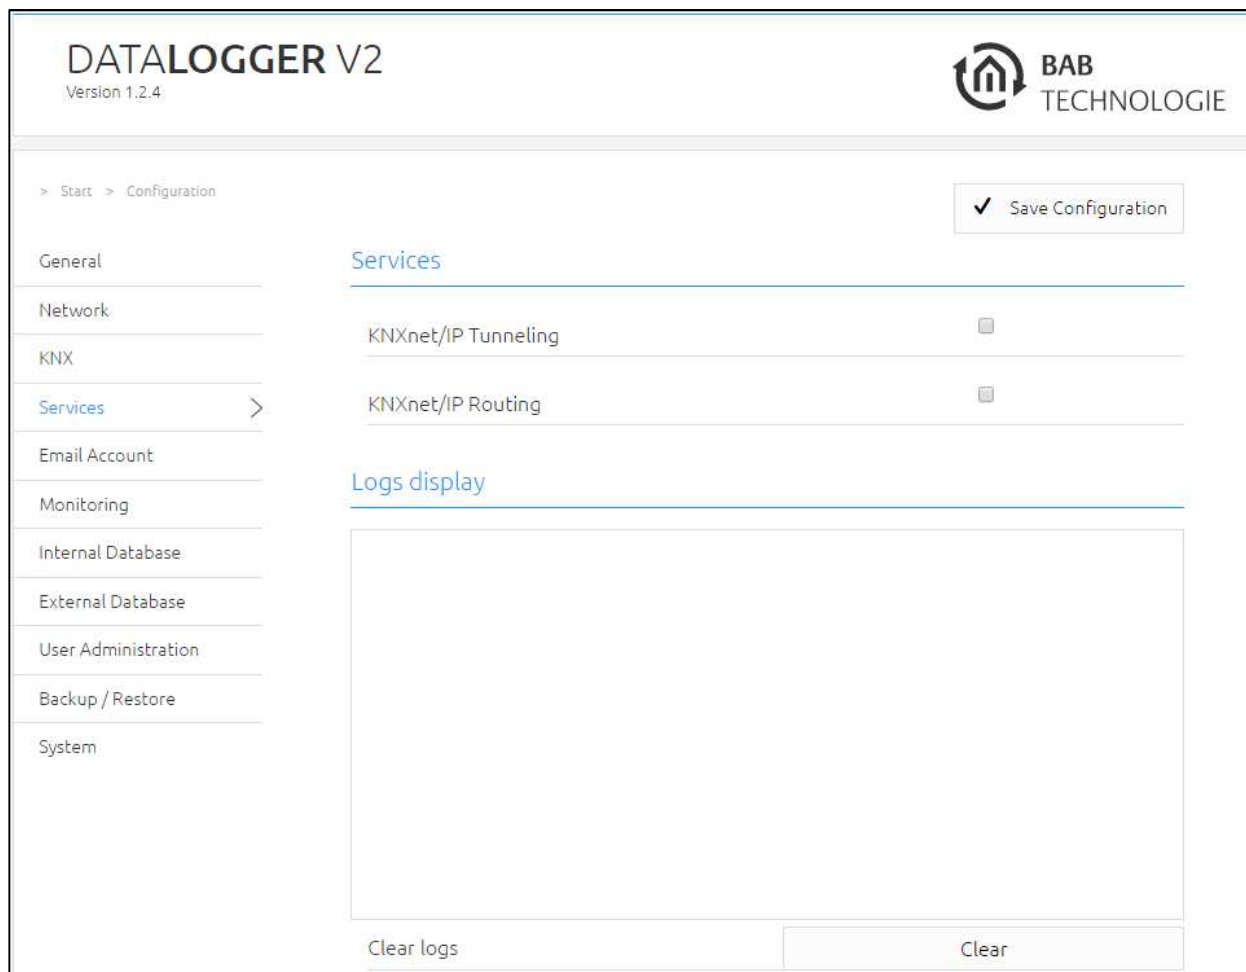 DATALOGGER V2
Version 1.2.4
BAB
TECHNOLOGIE
> Start > Configuration
Save Configuration
General
Network
KNX
Services
Email Account
Monitoring
Internal Database
External Database
User Administration
Backup / Restore
System
Services
KNXnet/IP Tunneling
KNXnet/IP Routing
Logs display
Clear logs
Clear